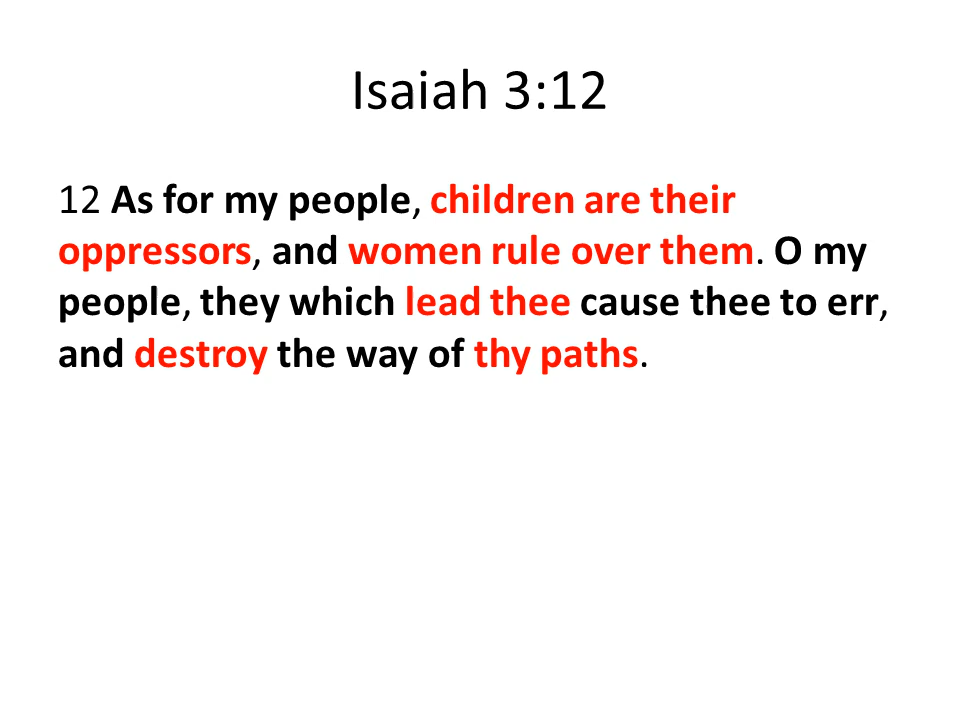 Isaiah 3:12
12 As for my people, children are their
oppressors, and women rule over them. O my
people, they which lead thee cause thee to err,
and destroy the way of thy paths.